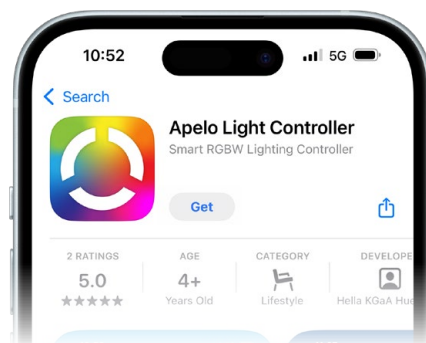 10:52
5G
Search
Apelo Light Controller
Smart RGBW Lighting Controller
Get
2 RATINGS
AGE
CATEGORY
DEVELOPE
5.0
4+
★★★★★
Years Old
Lifestyle
Hella KGaA Hue